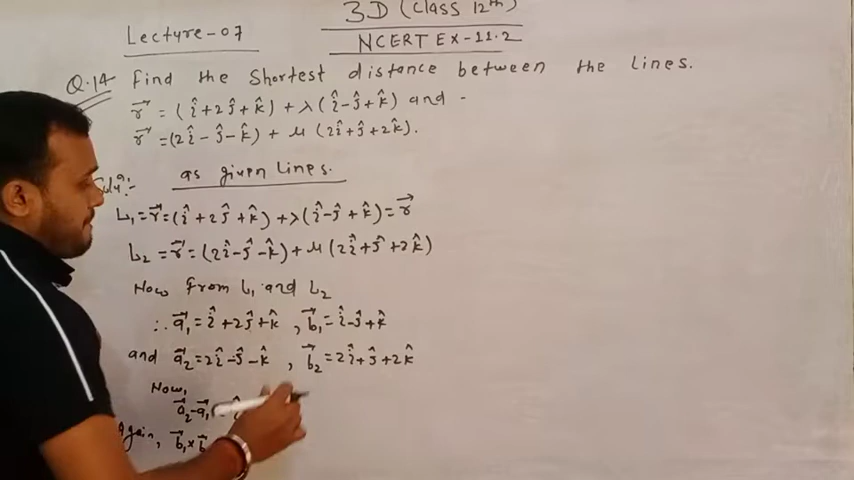 Lecture-07
3D (Class 12th)
NCERT EX-11.2
Q.14 Find the Shortest distance between the Lines.
r⃗ = (î+2ĵ+k̂) + λ(î-ĵ+k̂) and -
r⃗ = (2î-ĵ-k̂) + μ(2î+ĵ+2k̂).
Solun:- as given Lines.
L₁ = r⃗ = (î+2ĵ+k̂) + λ(î-ĵ+k̂) = r⃗
L₂ = r⃗ = (2î-ĵ-k̂) + μ(2î+ĵ+2k̂)
Now From L₁ and L₂
∴ a⃗₁ = î+2ĵ+k̂ , b⃗₁ = î-ĵ+k̂
and a⃗₂ = 2î-ĵ-k̂ , b⃗₂ = 2î+ĵ+2k̂
Now,
a⃗₂-a⃗₁
Again, b⃗₁×b⃗